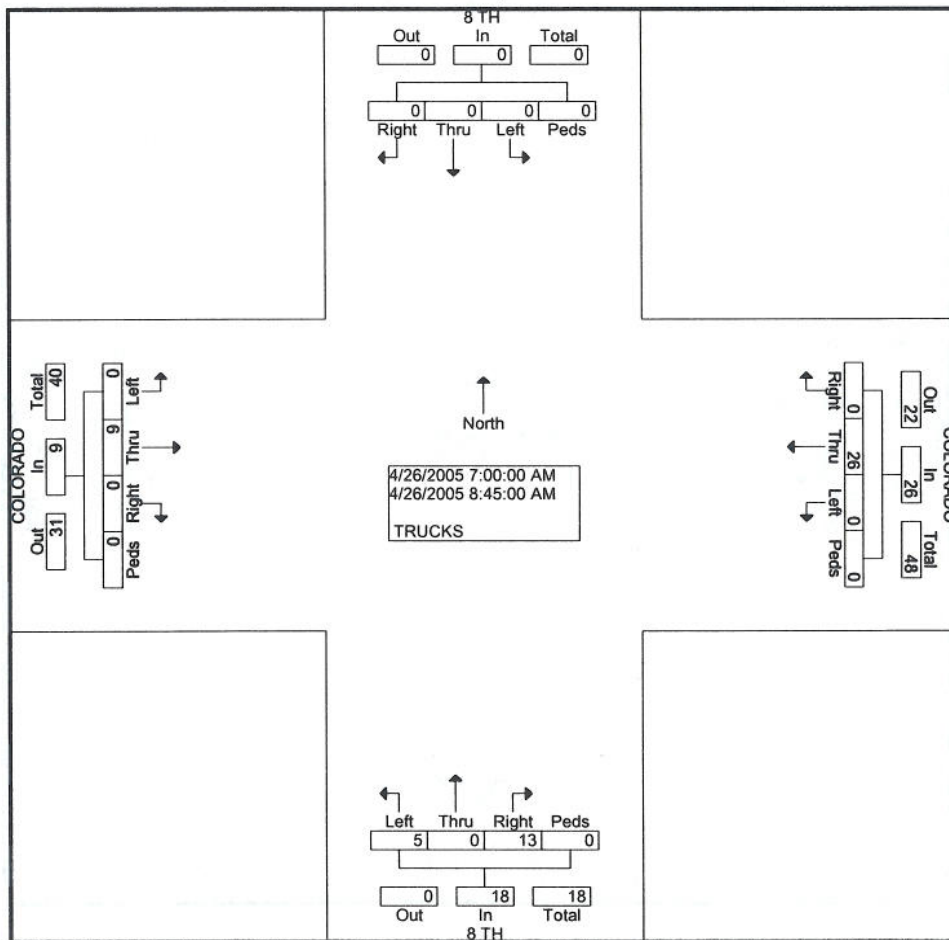 8 TH
Out In Total
0 0 0
0 0 0 0
Right Thru Left Peds
COLORADO
Total In Out
40 9 31
0 9 0 0
Left Thru Right Peds
North
4/26/2005 7:00:00 AM
4/26/2005 8:45:00 AM
TRUCKS
Right Thru Left Peds
0 26 0 0
Out In Total
22 26 48
COLORADO
Left Thru Right Peds
5 0 13 0
0 18 18
Out In Total
8 TH